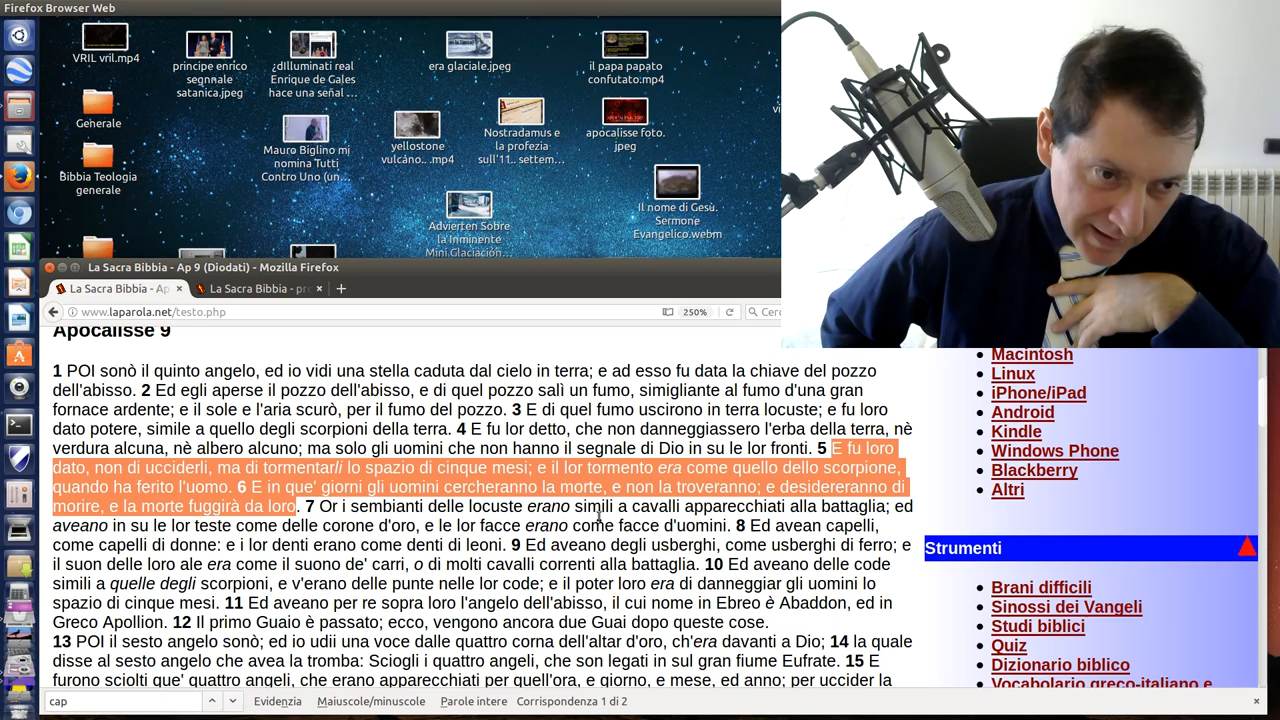 Firefox Browser Web
VRIL vril.mp4
principe enrico
segnnale
satanica.jpeg
¿dIlluminati real
Enrique de Gales
hace una señal ...
era glaciale.jpeg
il papa papato
confutato.mp4
Generale
Mauro Biglino mi
nomina Tutti
Contro Uno (un...
yellostone
vulcáno.. .mp4
Nostradamus e
la profezia
sull'11.. settem...
apocalisse foto.
jpeg
Bibbia Teologia
generale
Advierten Sobre
la Inminente
Mini Glaciación...
Il nome di Gesù.
Sermone
Evangelico.webm
La Sacra Bibbia - Ap 9 (Diodati) - Mozilla Firefox
La Sacra Bibbia - Ap
La Sacra Bibbia - pr
www.laparola.net/testo.php
250%
Cer
Apocalisse 9
1 POI sonò il quinto angelo, ed io vidi una stella caduta dal cielo in terra; e ad esso fu data la chiave del pozzo
dell'abisso. 2 Ed egli aperse il pozzo dell'abisso, e di quel pozzo salì un fumo, simigliante al fumo d'una gran
fornace ardente; e il sole e l'aria scurò, per il fumo del pozzo. 3 E di quel fumo uscirono in terra locuste; e fu loro
dato potere, simile a quello degli scorpioni della terra. 4 E fu lor detto, che non danneggiassero l'erba della terra, nè
verdura alcuna, nè albero alcuno; ma solo gli uomini che non hanno il segnale di Dio in su le lor fronti. 5 E fu loro
dato, non di ucciderli, ma di tormentarli lo spazio di cinque mesi; e il lor tormento era come quello dello scorpione,
quando ha ferito l'uomo. 6 E in que' giorni gli uomini cercheranno la morte, e non la troveranno; e desidereranno di
morire, e la morte fuggirà da loro. 7 Or i sembianti delle locuste erano simili a cavalli apparecchiati alla battaglia; ed
aveano in su le lor teste come delle corone d'oro, e le lor facce erano come facce d'uomini. 8 Ed avean capelli,
come capelli di donne: e i lor denti erano come denti di leoni. 9 Ed aveano degli usberghi, come usberghi di ferro; e
il suon delle loro ale era come il suono de' carri, o di molti cavalli correnti alla battaglia. 10 Ed aveano delle code
simili a quelle degli scorpioni, e v'erano delle punte nelle lor code; e il poter loro era di danneggiar gli uomini lo
spazio di cinque mesi. 11 Ed aveano per re sopra loro l'angelo dell'abisso, il cui nome in Ebreo è Abaddon, ed in
Greco Apollion. 12 Il primo Guaio è passato; ecco, vengono ancora due Guai dopo queste cose.
13 POI il sesto angelo sonò; ed io udii una voce dalle quattro corna dell'altar d'oro, ch'era davanti a Dio; 14 la quale
disse al sesto angelo che avea la tromba: Sciogli i quattro angeli, che son legati in sul gran fiume Eufrate. 15 E
furono sciolti que' quattro angeli, che erano apparecchiati per quell'ora, e giorno, e mese, ed anno; per uccider la
Macintosh
Linux
iPhone/iPad
Android
Kindle
Windows Phone
Blackberry
Altri
Strumenti
Brani difficili
Sinossi dei Vangeli
Studi biblici
Quiz
Dizionario biblico
Vocabolario greco-italiano e
cap
Evidenzia
Maiuscole/minuscole
Parole intere
Corrispondenza 1 di 2